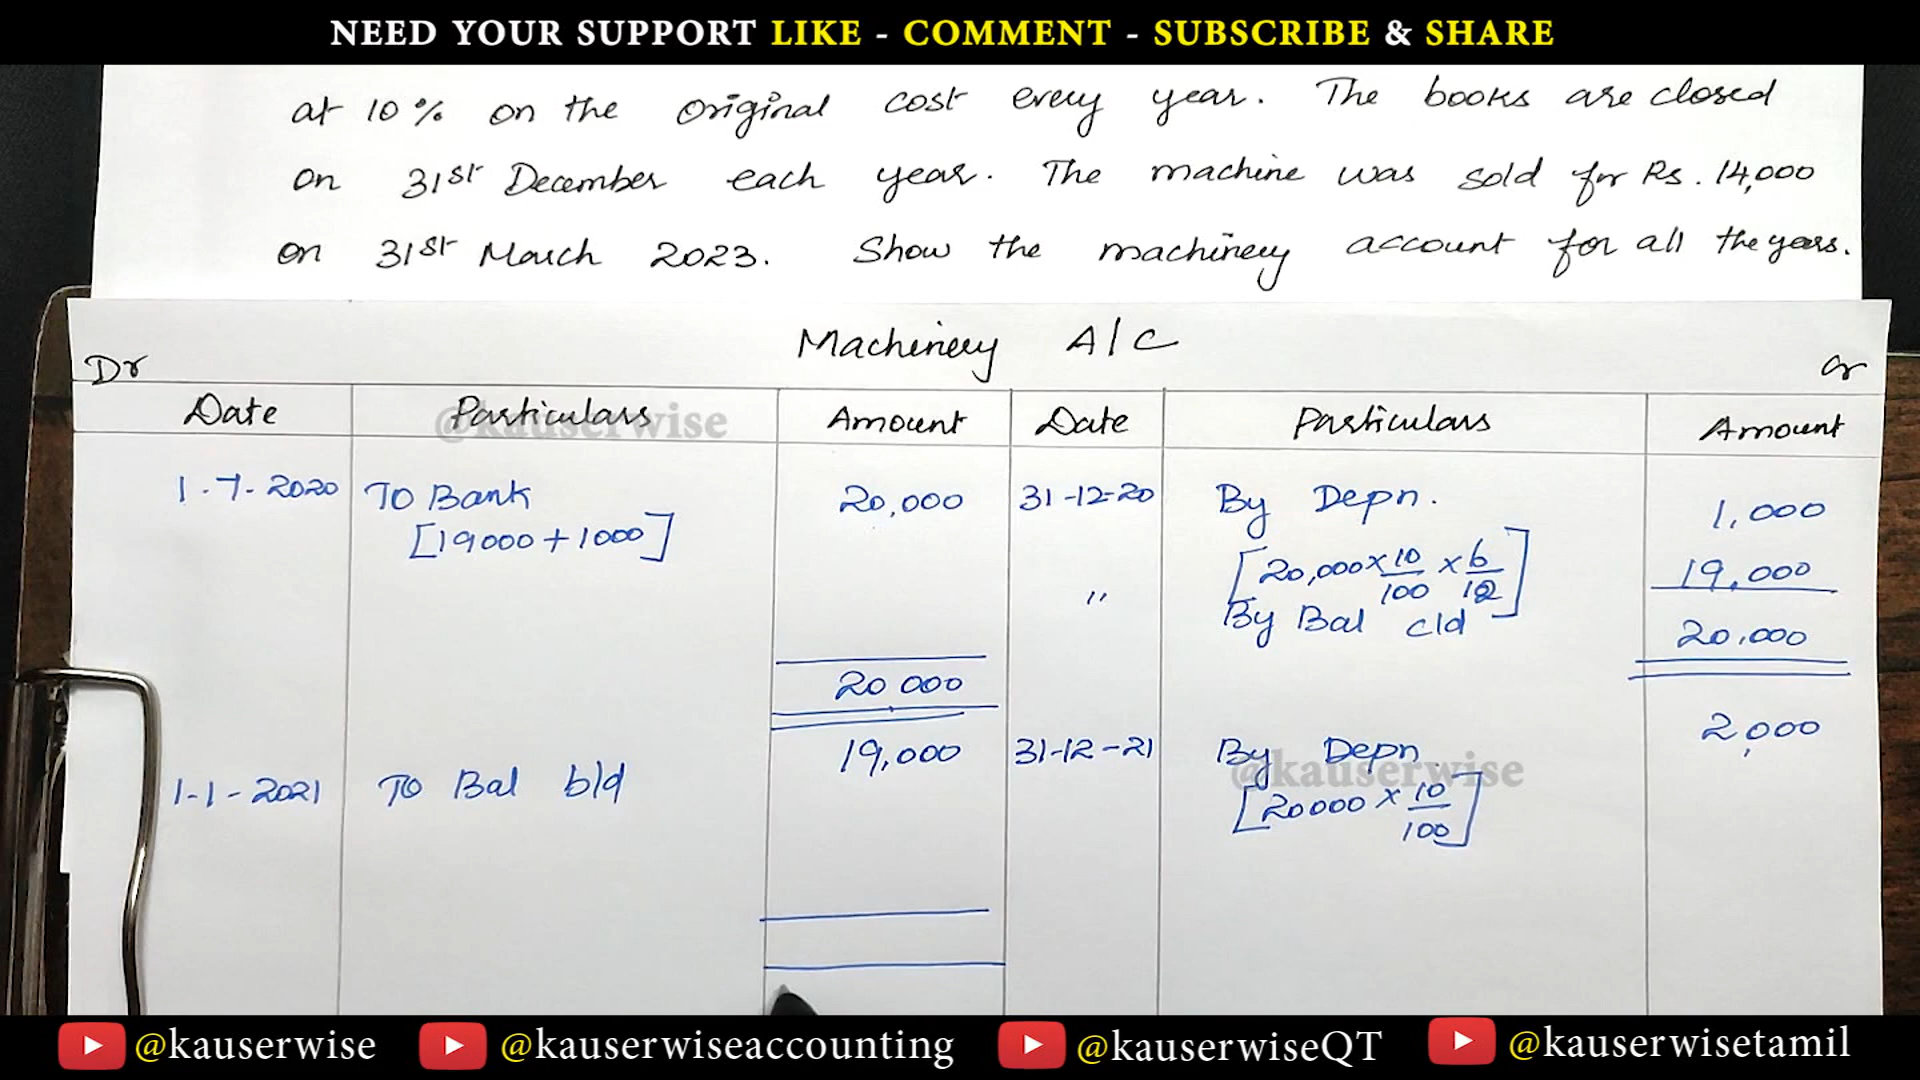 NEED YOUR SUPPORT LIKE - COMMENT - SUBSCRIBE & SHARE
at 10% on the original cost every year. The books are closed
on 31st December each year. The machine was sold for Rs. 14,000
on 31st March 2023. Show the machinery account for all the years.
Machinery A/C
Dr Cr
Date Particulars Amount Date Particulars Amount
@kauserwise
1-7-2020 To Bank 20,000 31-12-20 By Depn. 1,000
[19000+1000] [20,000 x 10/100 x 6/12] 19,000
" By Bal c/d 20,000
20 000
1-1-2021 To Bal b/d 19,000 31-12-21 By Depn. 2,000
@kauserwise
[20000 x 10/100]
@kauserwise @kauserwiseaccounting @kauserwiseQT @kauserwisetamil